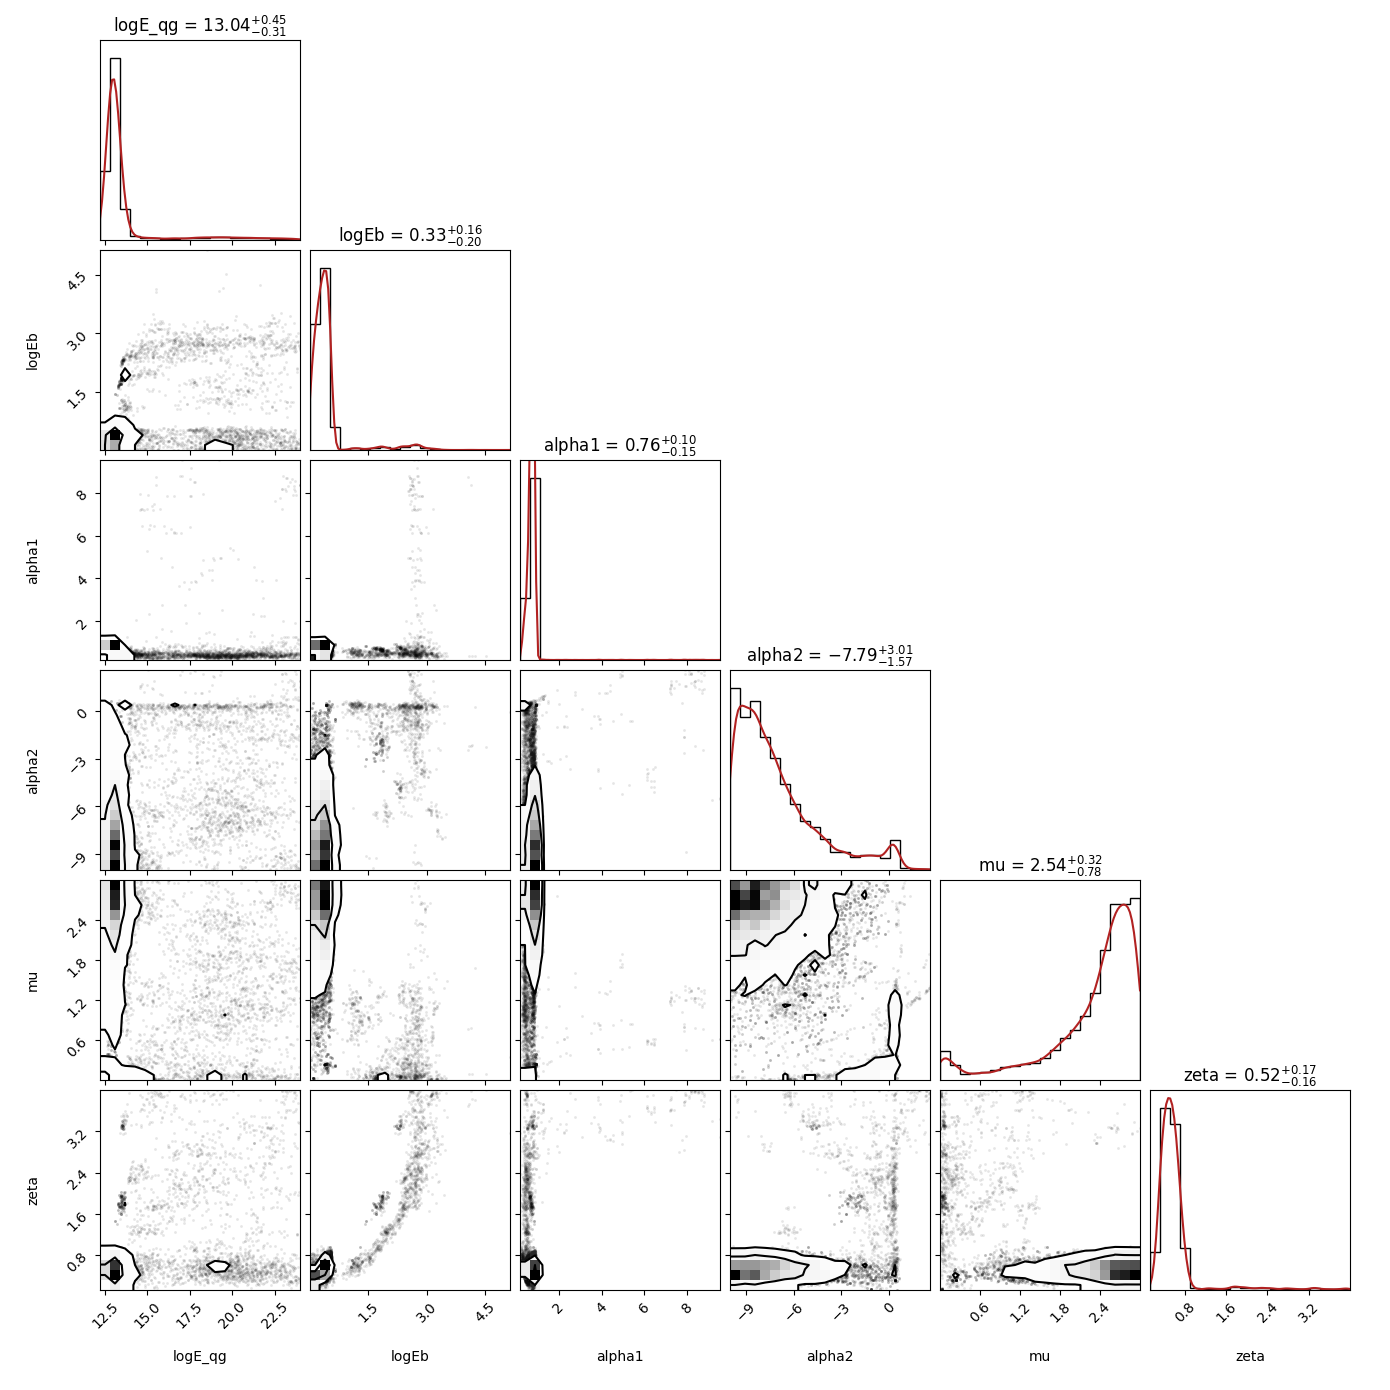 logE_qg = 13.04+0.45−0.31
logEb = 0.33+0.16−0.20
4.5
3.0
1.5
logEb
alpha1 = 0.76+0.10−0.15
8
6
4
2
alpha1
alpha2 = −7.79+3.01−1.57
0
−3
−6
−9
alpha2
mu = 2.54+0.32−0.78
2.4
1.8
1.2
0.6
mu
zeta = 0.52+0.17−0.16
3.2
2.4
1.6
0.8
zeta
12.5 15.0 17.5 20.0 22.5 1.5 3.0 4.5 2 4 6 8 −9 −6 −3 0 0.6 1.2 1.8 2.4 0.8 1.6 2.4 3.2
logE_qg logEb alpha1 alpha2 mu zeta